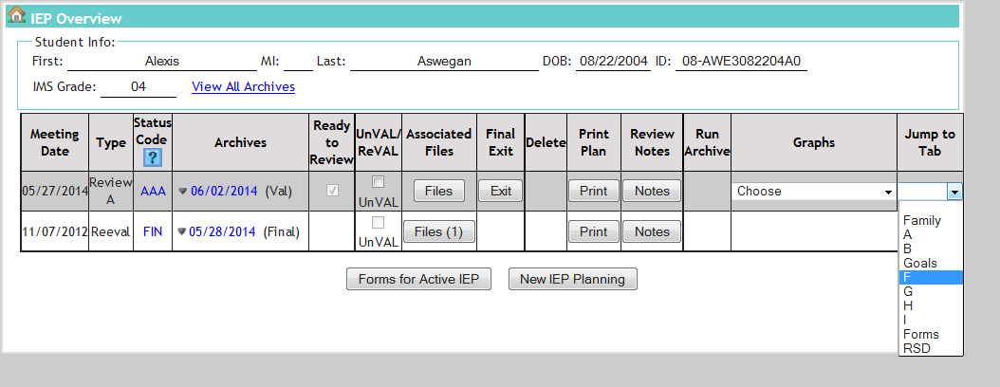 IEP Overview
Student Info:
First: Alexis MI: Last: Aswegan DOB: 08/22/2004 ID: 08-AWE3082204A0
IMS Grade: 04 View All Archives
Meeting Date Type Status Code ? Archives Ready to Review UnVAL/ReVAL Associated Files Final Exit Delete Print Plan Review Notes Run Archive Graphs Jump to Tab
05/27/2014 Review A AAA 06/02/2014 (Val) UnVAL Files Exit Print Notes Choose
11/07/2012 Reeval FIN 05/28/2014 (Final) UnVAL Files (1) Print Notes
Family
A
B
Goals
F
G
H
I
Forms
RSD
Forms for Active IEP New IEP Planning